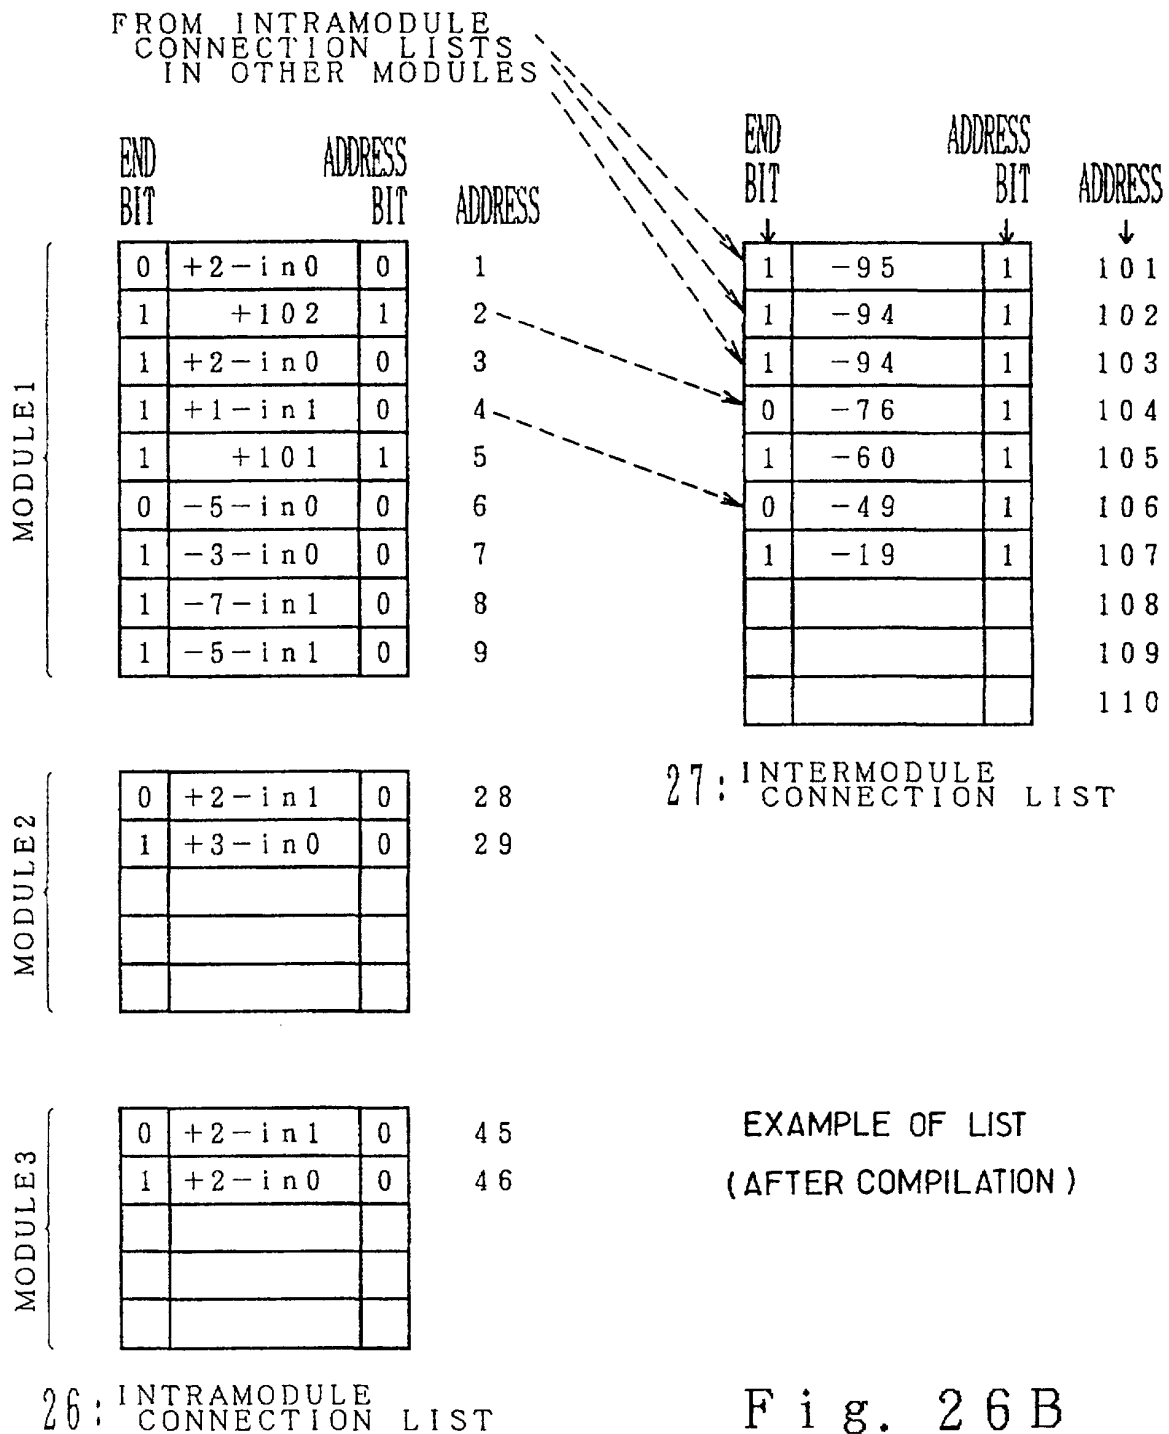 FROM INTRAMODULE
CONNECTION LISTS
IN OTHER MODULES
END BIT ADDRESS BIT ADDRESS
MODULE1
0 +2-in0 0 1
1 +102 1 2
1 +2-in0 0 3
1 +1-in1 0 4
1 +101 1 5
0 -5-in0 0 6
1 -3-in0 0 7
1 -7-in1 0 8
1 -5-in1 0 9
END BIT ADDRESS BIT ADDRESS
1 -95 1 101
1 -94 1 102
1 -94 1 103
0 -76 1 104
1 -60 1 105
0 -49 1 106
1 -19 1 107
108
109
110
27: INTERMODULE
CONNECTION LIST
MODULE2
0 +2-in1 0 28
1 +3-in0 0 29
MODULE3
0 +2-in1 0 45
1 +2-in0 0 46
EXAMPLE OF LIST
(AFTER COMPILATION)
26: INTRAMODULE
CONNECTION LIST
Fig. 26B